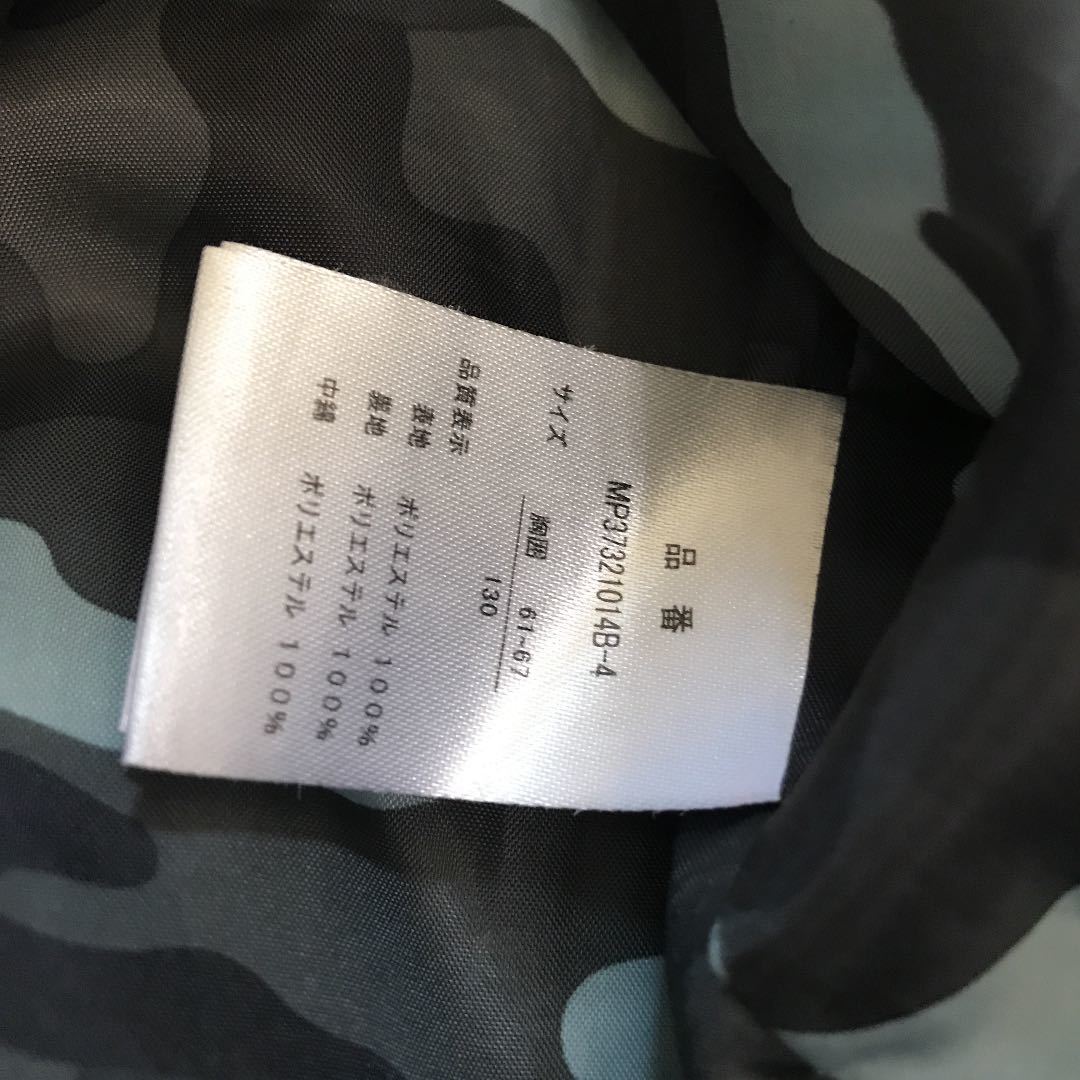 品 番
MP37321014B-4
サイズ
胸囲 61~67
130
品質表示
表地 ポリエステル 100%
裏地 ポリエステル 100%
中綿 ポリエステル 100%